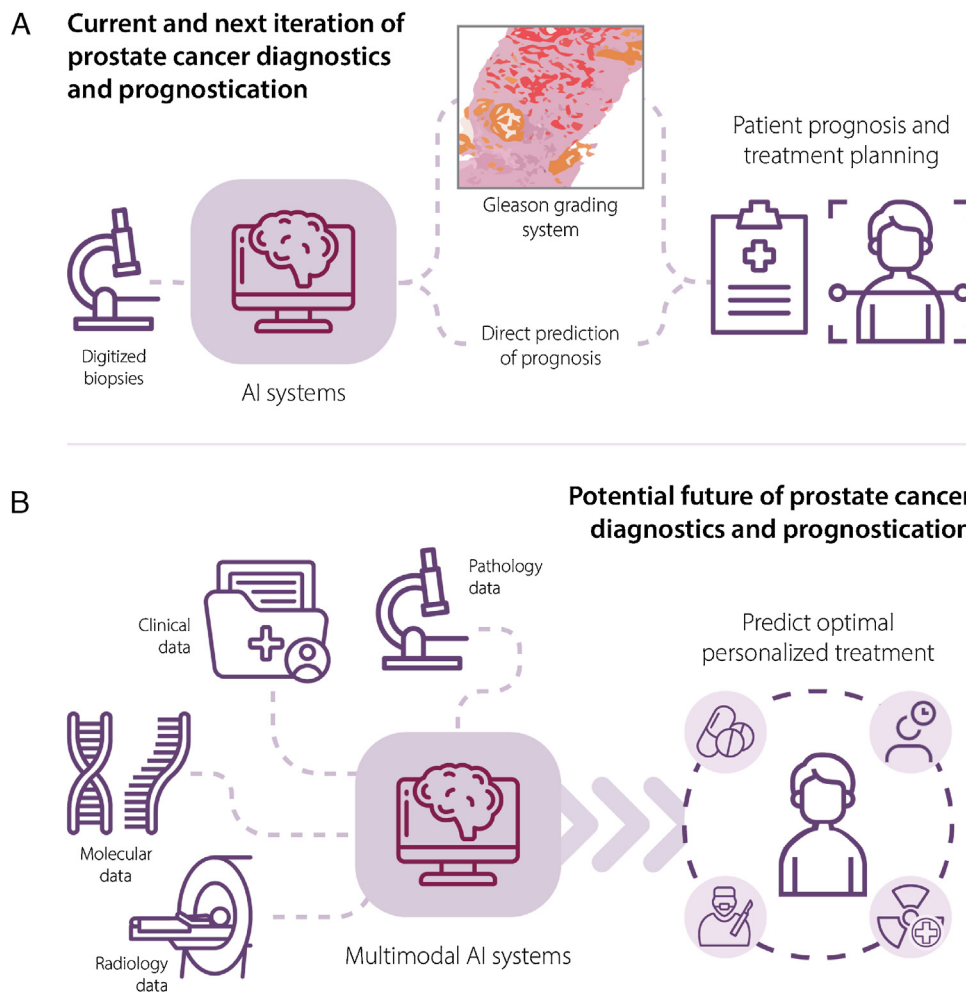 A
Current and next iteration of
prostate cancer diagnostics
and prognostication
Gleason grading
system
Patient prognosis and
treatment planning
Digitized
biopsies
AI systems
Direct prediction
of prognosis
B
Potential future of prostate cancer
diagnostics and prognostication
Clinical
data
Pathology
data
Molecular
data
Radiology
data
Multimodal AI systems
Predict optimal
personalized treatment